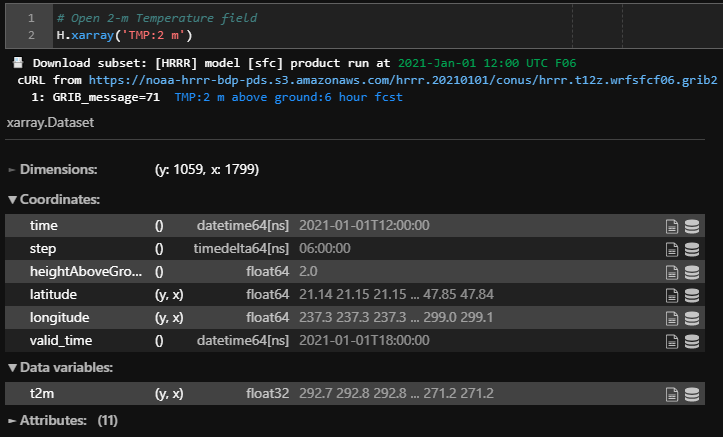 1 # Open 2-m Temperature field
2 H.xarray('TMP:2 m')
Download subset: [HRRR] model [sfc] product run at 2021-Jan-01 12:00 UTC F06
cURL from https://noaa-hrrr-bdp-pds.s3.amazonaws.com/hrrr.20210101/conus/hrrr.t12z.wrfsfcf06.grib2
1: GRIB_message=71 TMP:2 m above ground:6 hour fcst
xarray.Dataset
► Dimensions: (y: 1059, x: 1799)
▼ Coordinates:
time () datetime64[ns] 2021-01-01T12:00:00
step () timedelta64[ns] 06:00:00
heightAboveGro... () float64 2.0
latitude (y, x) float64 21.14 21.15 21.15 ... 47.85 47.84
longitude (y, x) float64 237.3 237.3 237.3 ... 299.0 299.1
valid_time () datetime64[ns] 2021-01-01T18:00:00
▼ Data variables:
t2m (y, x) float32 292.7 292.8 292.8 ... 271.2 271.2
► Attributes: (11)